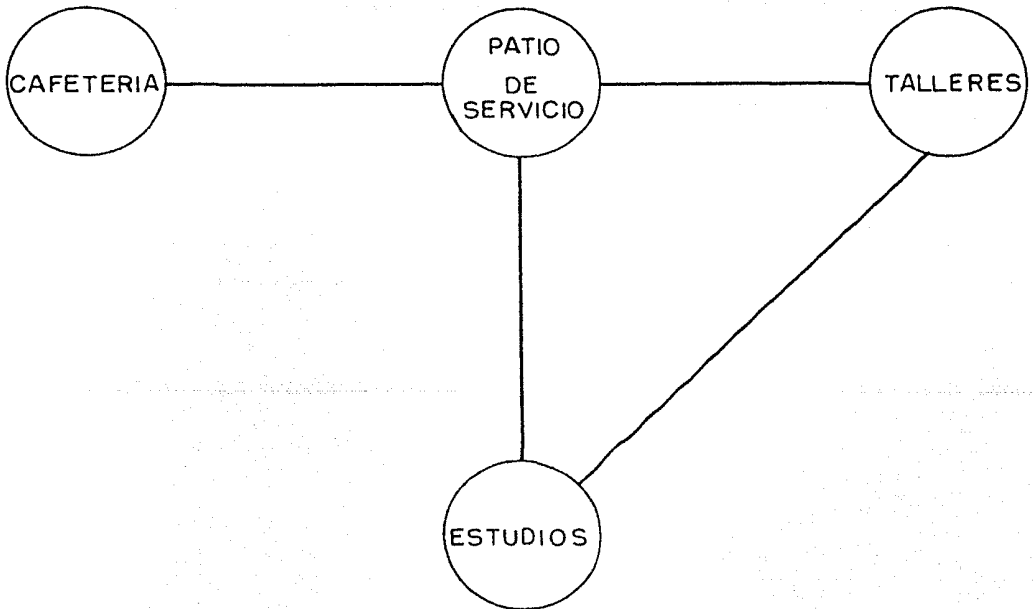 CAFETERIA
PATIO
DE
SERVICIO
TALLERES
ESTUDIOS